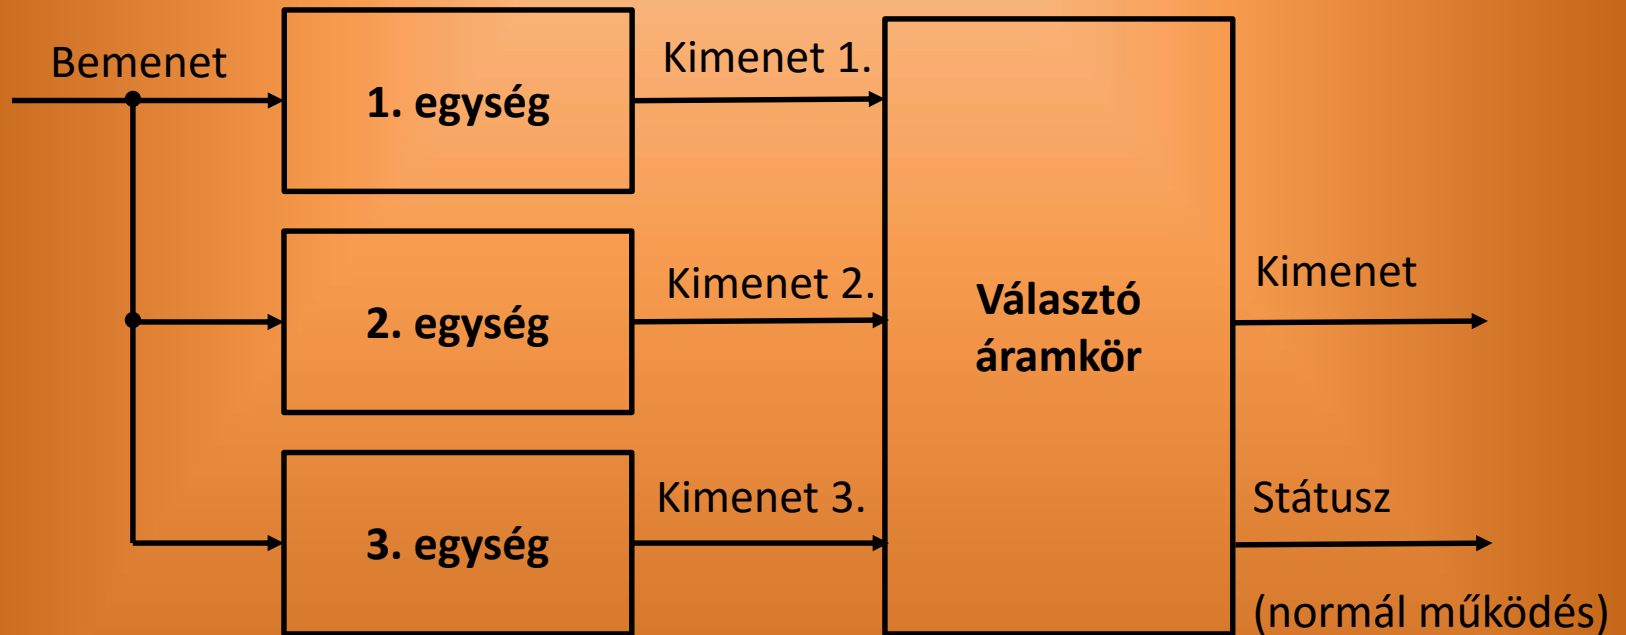 Bemenet
1. egység
Kimenet 1.
2. egység
Kimenet 2.
Választó
áramkör
Kimenet
3. egység
Kimenet 3.
Státusz
(normál működés)